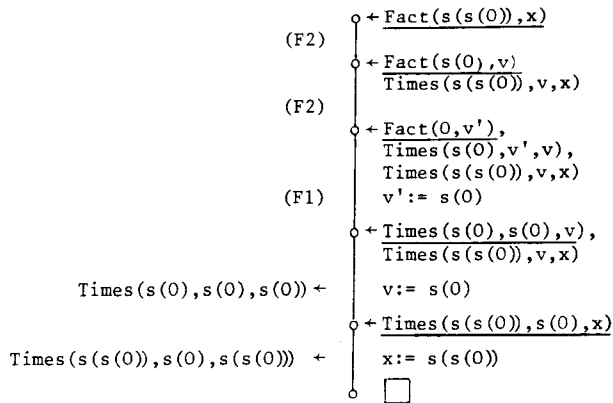 ← Fact(s(s(0)),x)
(F2)
← Fact(s(0),v)
Times(s(s(0)),v,x)
(F2)
← Fact(0,v'),
Times(s(0),v',v),
Times(s(s(0)),v,x)
(F1) v':= s(0)
← Times(s(0),s(0),v),
Times(s(s(0)),v,x)
Times(s(0),s(0),s(0)) ← v:= s(0)
← Times(s(s(0)),s(0),x)
Times(s(s(0)),s(0),s(s(0))) ← x:= s(s(0))